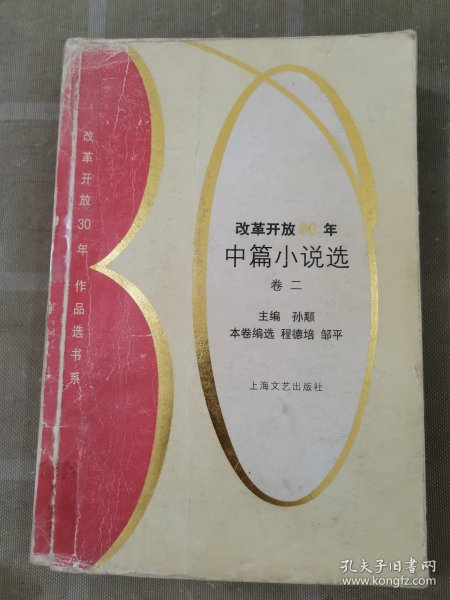 改革开放30年 作品选书系
改革开放30年
中篇小说选
卷二
主编 孙颙
本卷编选 程德培 邹平
上海文艺出版社
孔夫子旧书网
www.kongfz.com